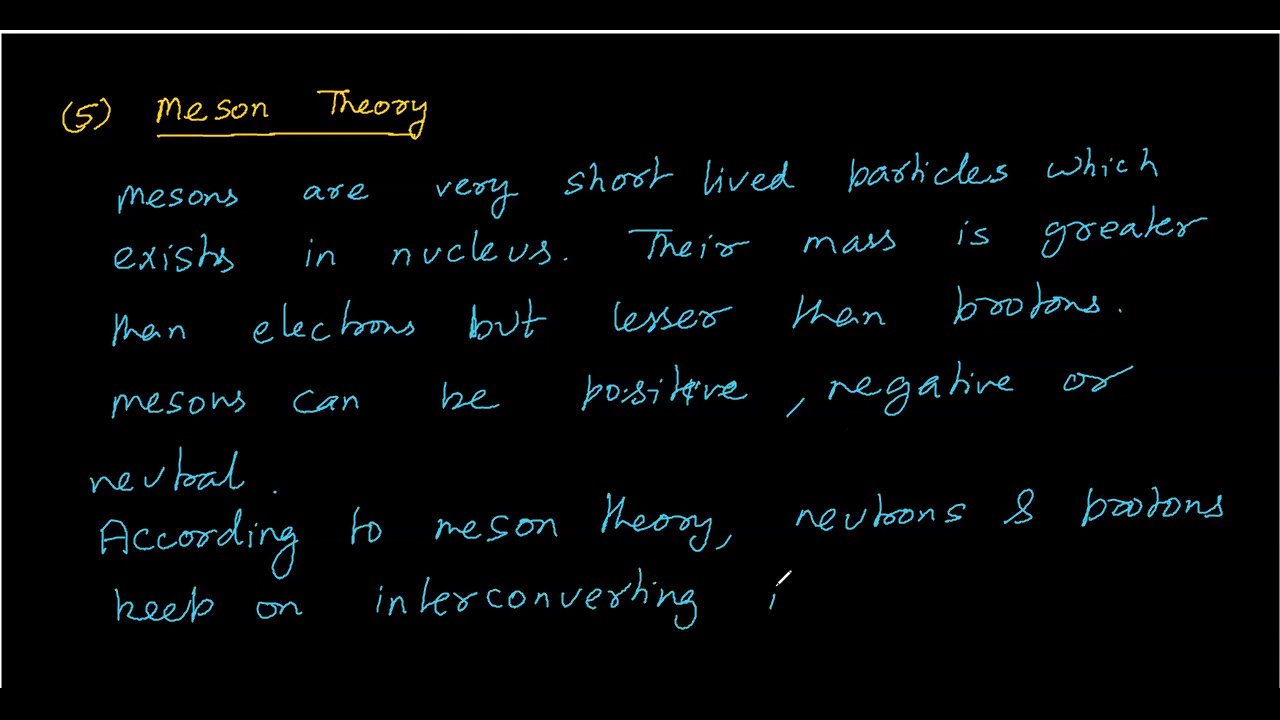 (5) Meson Theory
mesons are very short lived particles which
exists in nucleus. Their mass is greater
than electrons but lesser than protons.
mesons can be positive, negative or
neutral.
According to meson theory, neutrons & protons
keep on interconverting i